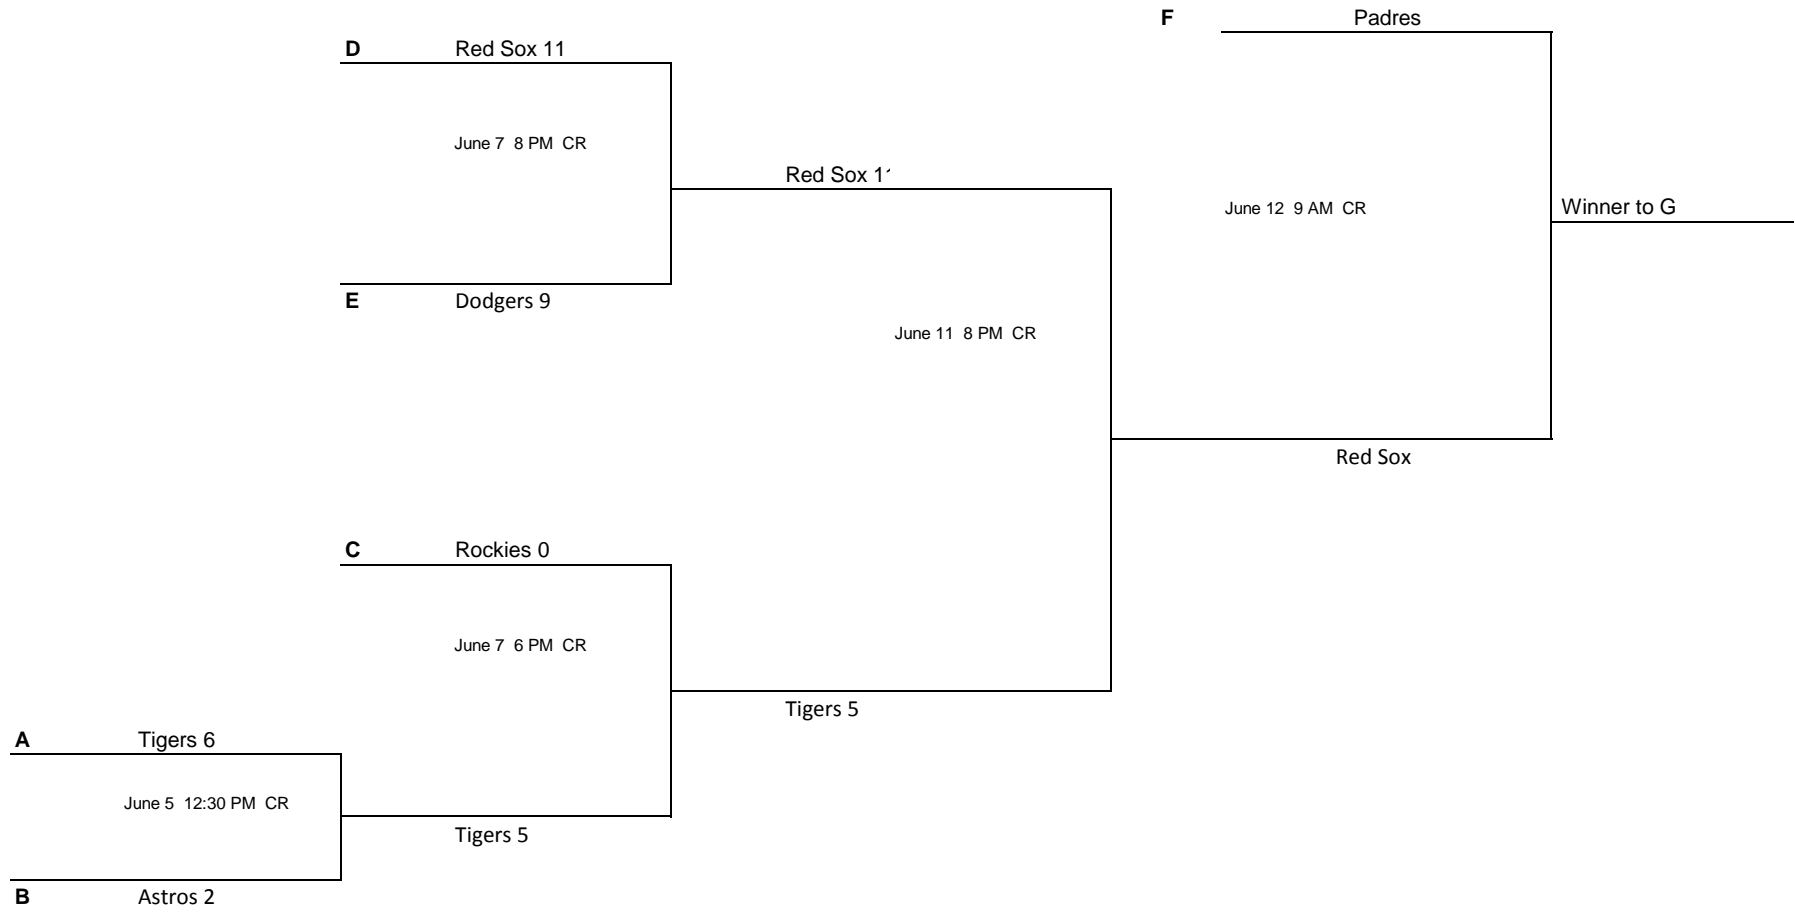 F Padres
D Red Sox 11
June 7 8 PM CR
Red Sox
June 12 9 AM CR
Winner to G
E Dodgers 9
June 11 8 PM CR
Red Sox
C Rockies 0
June 7 6 PM CR
Tigers 5
A Tigers 6
June 5 12:30 PM CR
Tigers 5
B Astros 2